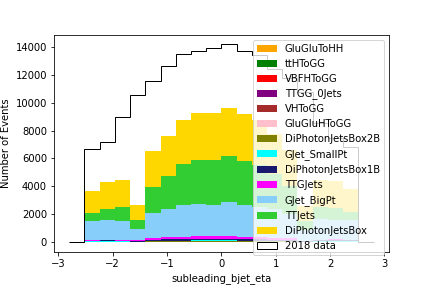 14000
12000
10000
8000
6000
4000
2000
0
Number of Events
−3
−2
−1
0
1
2
3
subleading_bjet_eta
GluGluToHH
ttHToGG
VBFHToGG
TTGG_0Jets
VHToGG
GluGluHToGG
DiPhotonJetsBox2B
GJet_SmallPt
DiPhotonJetsBox1B
TTGJets
GJet_BigPt
TTJets
DiPhotonJetsBox
2018 data